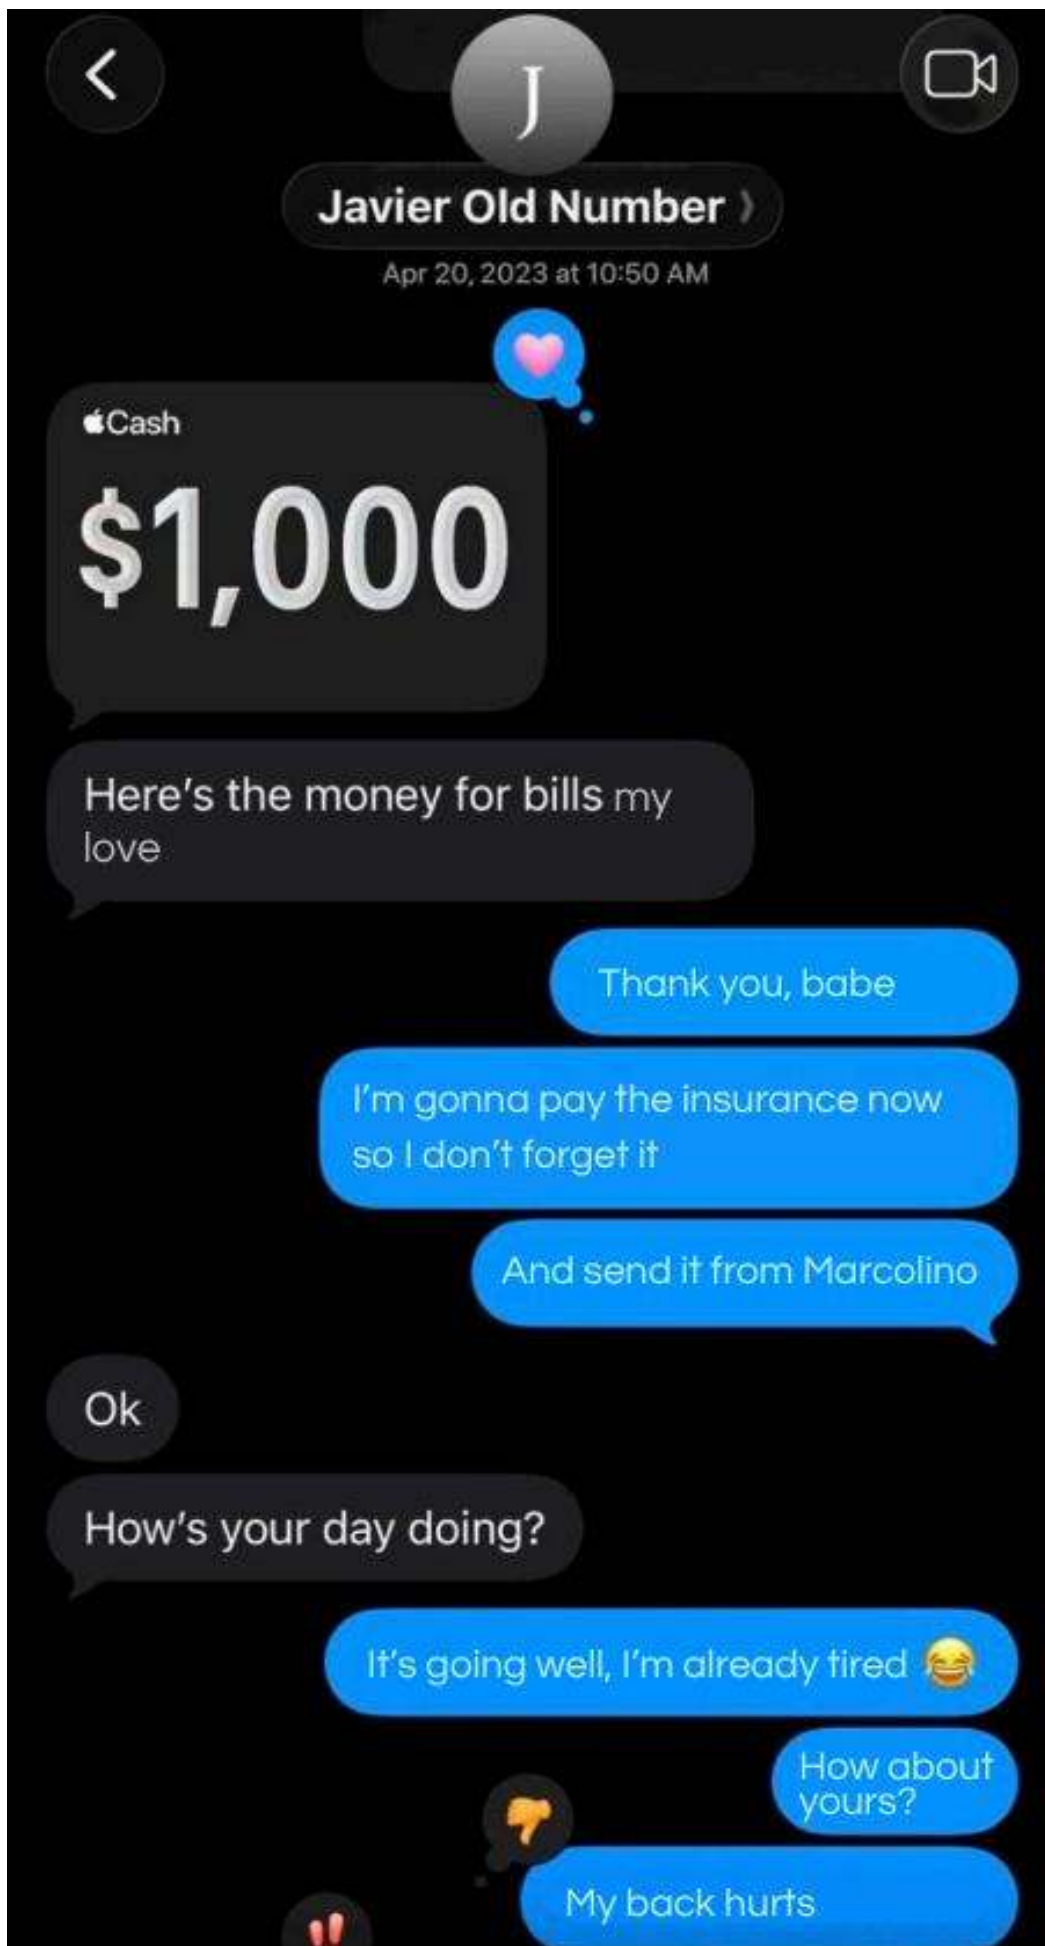 J
Javier Old Number
Apr 20, 2023 at 10:50 AM
Cash
$1,000
Here's the money for bills my
love
Thank you, babe
I'm gonna pay the insurance now
so I don't forget it
And send it from Marcolino
Ok
How's your day doing?
It's going well, I'm already tired 😂
How about
yours?
My back hurts